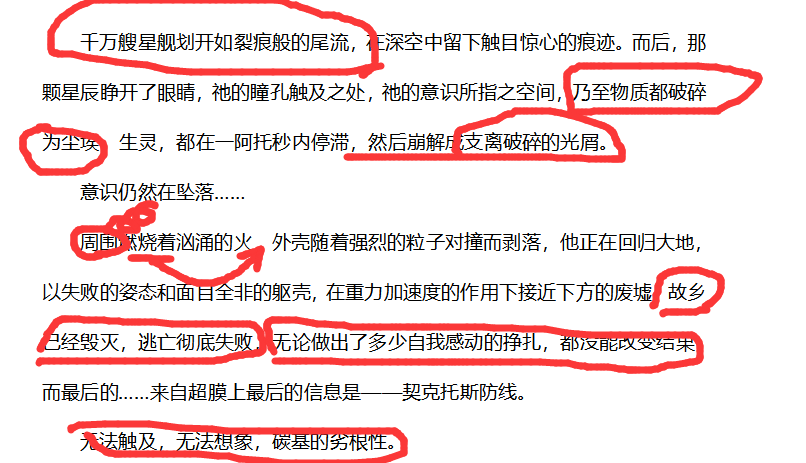 千万艘星舰划开如裂痕般的尾流，在深空中留下触目惊心的痕迹。而后，那
颗星辰睁开了眼睛，祂的瞳孔触及之处，祂的意识所指之空间，乃至物质都破碎
为尘埃　生灵，都在一阿托秒内停滞，然后崩解成支离破碎的光屑。
意识仍然在坠落……
周围燃烧着汹涌的火　外壳随着强烈的粒子对撞而剥落，他正在回归大地，
以失败的姿态和面目全非的躯壳，在重力加速度的作用下接近下方的废墟　故乡
已经毁灭，逃亡彻底失败，无论做出了多少自我感动的挣扎，都没能改变结果
而最后的……来自超膜上最后的信息是——契克托斯防线。
无法触及，无法想象，碳基的劣根性。